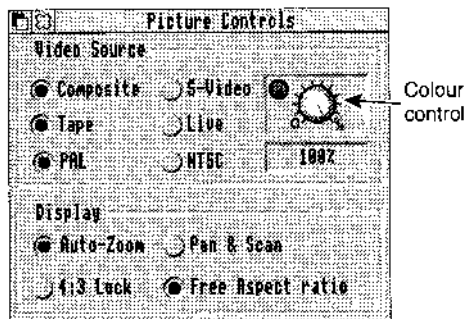 Picture Controls
Video Source
Composite S-Video
Tape Live
PAL NTSC 100%
Colour control
Display
Auto-Zoom Pan & Scan
4:3 Lock Free Aspect ratio